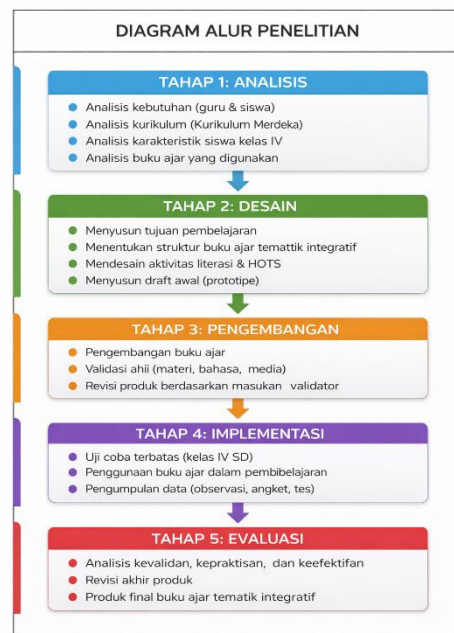 DIAGRAM ALUR PENELITIAN
TAHAP 1: ANALISIS
Analisis kebutuhan (guru & siswa)
Analisis kurikulum (Kurikulum Merdeka)
Analisis karakteristik siswa kelas IV
Analisis buku ajar yang digunakan
TAHAP 2: DESAIN
Menyusun tujuan pembelajaran
Menentukan struktur buku ajar temattik integratif
Mendesain aktivitas literasi & HOTS
Menyusun draft awal (prototipe)
TAHAP 3: PENGEMBANGAN
Pengembangan buku ajar
Validasi ahii (materi, bahasa, media)
Revisi produk berdasarkan masukan validator
TAHAP 4: IMPLEMENTASI
Uji coba terbatas (kelas IV SD)
Penggunaan buku ajar dalam pembibelajaran
Pengumpulan data (observasi, angket, tes)
TAHAP 5: EVALUASI
Analisis kevalidan, kepraktisan, dan keefektifan
Revisi akhir produk
Produk final buku ajar tematik integratif